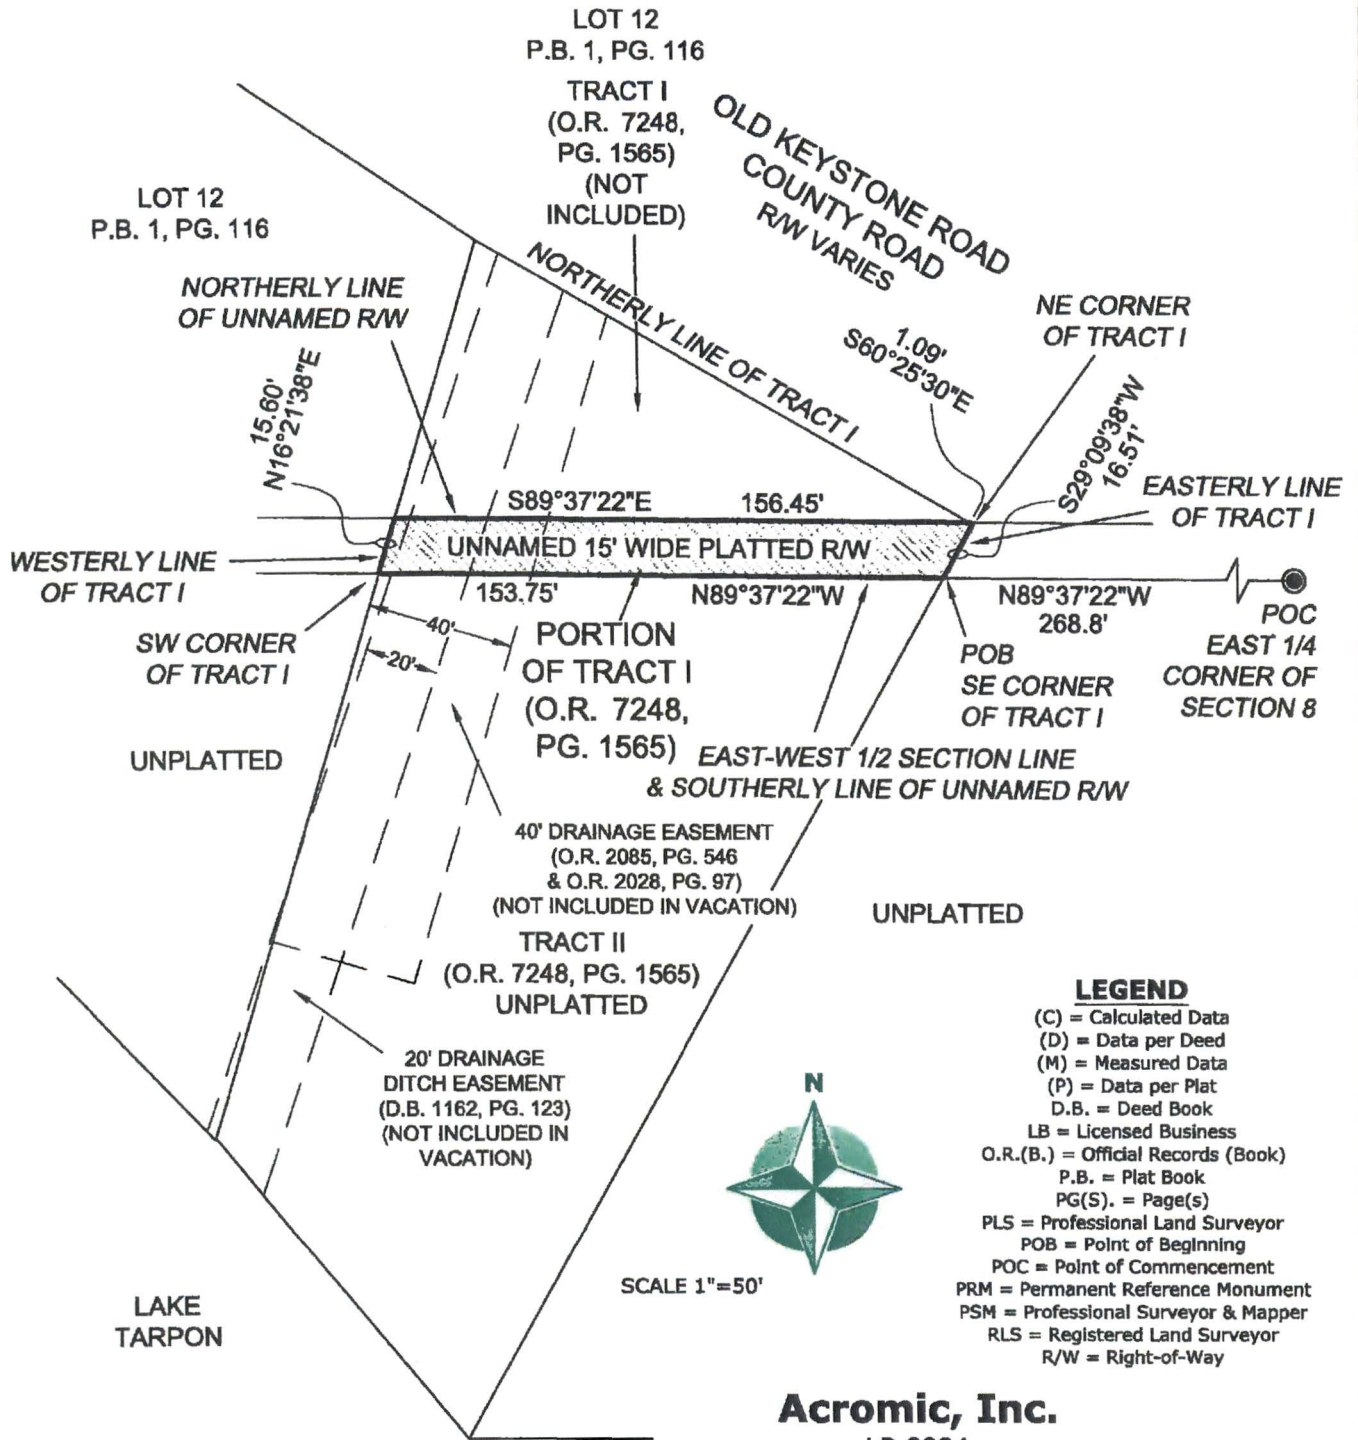 LOT 12
P.B. 1, PG. 116
TRACT I
(O.R. 7248,
PG. 1565)
(NOT
INCLUDED)
OLD KEYSTONE ROAD
COUNTY ROAD
R/W VARIES
LOT 12
P.B. 1, PG. 116
NORTHERLY LINE
OF UNNAMED R/W
NORTHERLY LINE OF TRACT I
NE CORNER
OF TRACT I
1.09'
S60°25'30"E
15.60'
N16°21'38"E
S29°09'38"W
16.51'
EASTERLY LINE
OF TRACT I
S89°37'22"E
156.45'
UNNAMED 15' WIDE PLATTED R/W
WESTERLY LINE
OF TRACT I
153.75'
N89°37'22"W
N89°37'22"W
268.8'
POC
EAST 1/4
CORNER OF
SECTION 8
SW CORNER
OF TRACT I
40'
20'
PORTION
OF TRACT I
(O.R. 7248,
PG. 1565)
POB
SE CORNER
OF TRACT I
EAST-WEST 1/2 SECTION LINE
& SOUTHERLY LINE OF UNNAMED R/W
UNPLATTED
40' DRAINAGE EASEMENT
(O.R. 2085, PG. 546
& O.R. 2028, PG. 97)
(NOT INCLUDED IN VACATION)
UNPLATTED
TRACT II
(O.R. 7248, PG. 1565)
UNPLATTED
20' DRAINAGE
DITCH EASEMENT
(D.B. 1162, PG. 123)
(NOT INCLUDED IN
VACATION)
LAKE
TARPON
N
SCALE 1"=50'
LEGEND
(C) = Calculated Data
(D) = Data per Deed
(M) = Measured Data
(P) = Data per Plat
D.B. = Deed Book
LB = Licensed Business
O.R.(B.) = Official Records (Book)
P.B. = Plat Book
PG(S). = Page(s)
PLS = Professional Land Surveyor
POB = Point of Beginning
POC = Point of Commencement
PRM = Permanent Reference Monument
PSM = Professional Surveyor & Mapper
RLS = Registered Land Surveyor
R/W = Right-of-Way
Acromic, Inc.